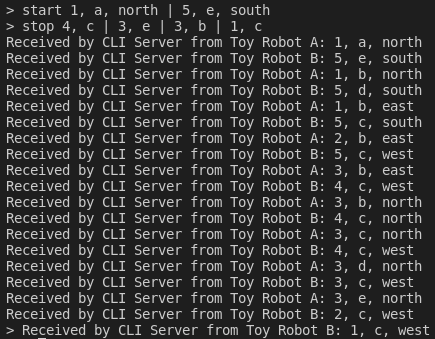 > start 1, a, north | 5, e, south
> stop 4, c | 3, e | 3, b | 1, c
Received by CLI Server from Toy Robot A: 1, a, north
Received by CLI Server from Toy Robot B: 5, e, south
Received by CLI Server from Toy Robot A: 1, b, north
Received by CLI Server from Toy Robot B: 5, d, south
Received by CLI Server from Toy Robot A: 1, b, east
Received by CLI Server from Toy Robot B: 5, c, south
Received by CLI Server from Toy Robot A: 2, b, east
Received by CLI Server from Toy Robot B: 5, c, west
Received by CLI Server from Toy Robot A: 3, b, east
Received by CLI Server from Toy Robot B: 4, c, west
Received by CLI Server from Toy Robot A: 3, b, north
Received by CLI Server from Toy Robot B: 4, c, north
Received by CLI Server from Toy Robot A: 3, c, north
Received by CLI Server from Toy Robot B: 4, c, west
Received by CLI Server from Toy Robot A: 3, d, north
Received by CLI Server from Toy Robot B: 3, c, west
Received by CLI Server from Toy Robot A: 3, e, north
Received by CLI Server from Toy Robot B: 2, c, west
> Received by CLI Server from Toy Robot B: 1, c, west